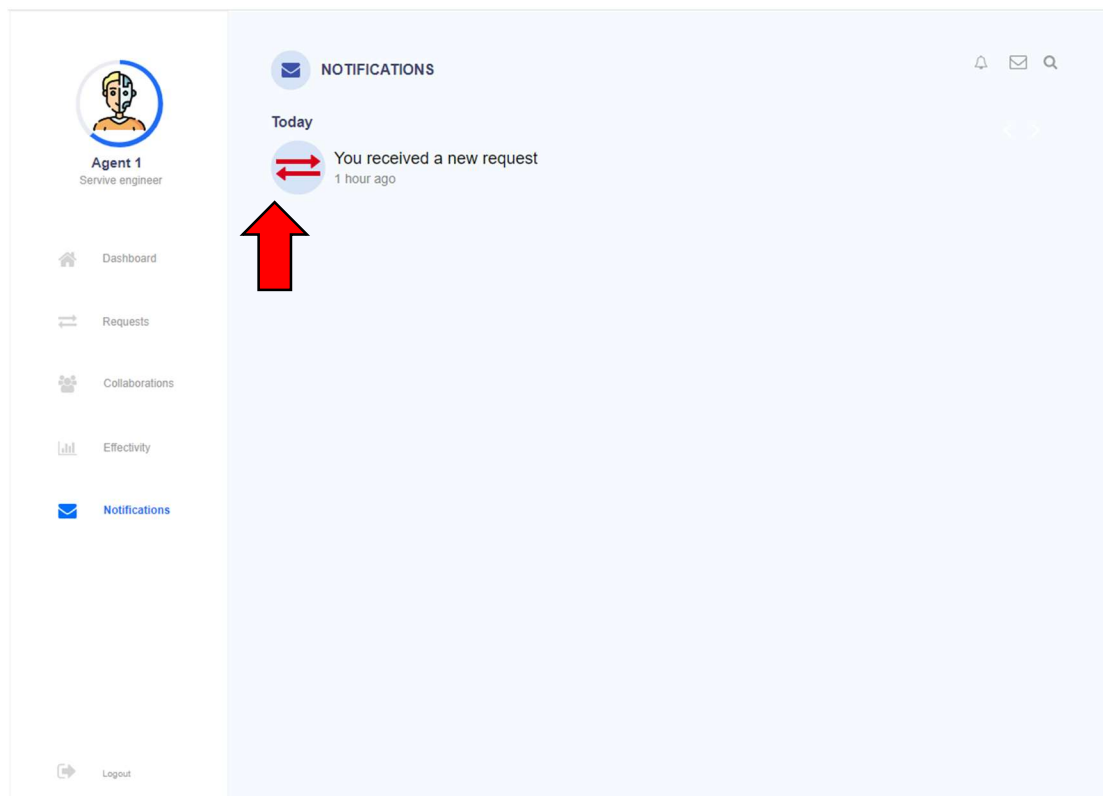 Agent 1
Servive engineer
Dashboard
Requests
Collaborations
Effectivity
Notifications
Logout
NOTIFICATIONS
Today
You received a new request
1 hour ago